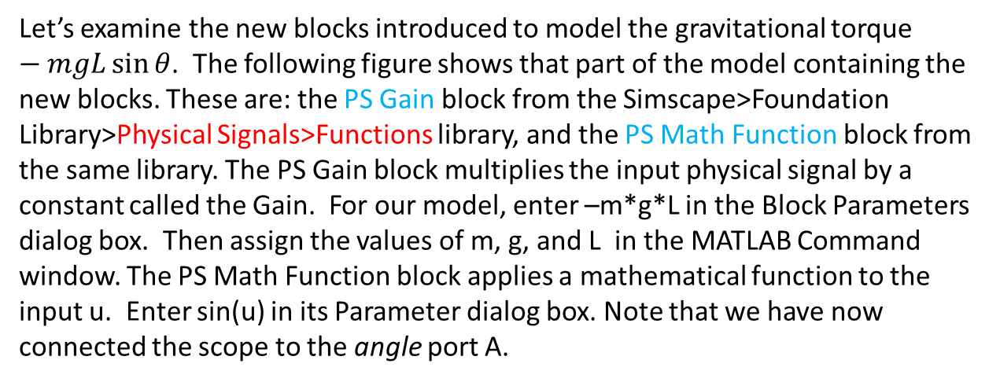 Let’s examine the new blocks introduced to model the gravitational torque
− mgL sin θ.  The following figure shows that part of the model containing the
new blocks. These are: the PS Gain block from the Simscape>Foundation
Library>Physical Signals>Functions library, and the PS Math Function block from
the same library. The PS Gain block multiplies the input physical signal by a
constant called the Gain.  For our model, enter –m*g*L in the Block Parameters
dialog box.  Then assign the values of m, g, and L  in the MATLAB Command
window. The PS Math Function block applies a mathematical function to the
input u.  Enter sin(u) in its Parameter dialog box. Note that we have now
connected the scope to the angle port A.